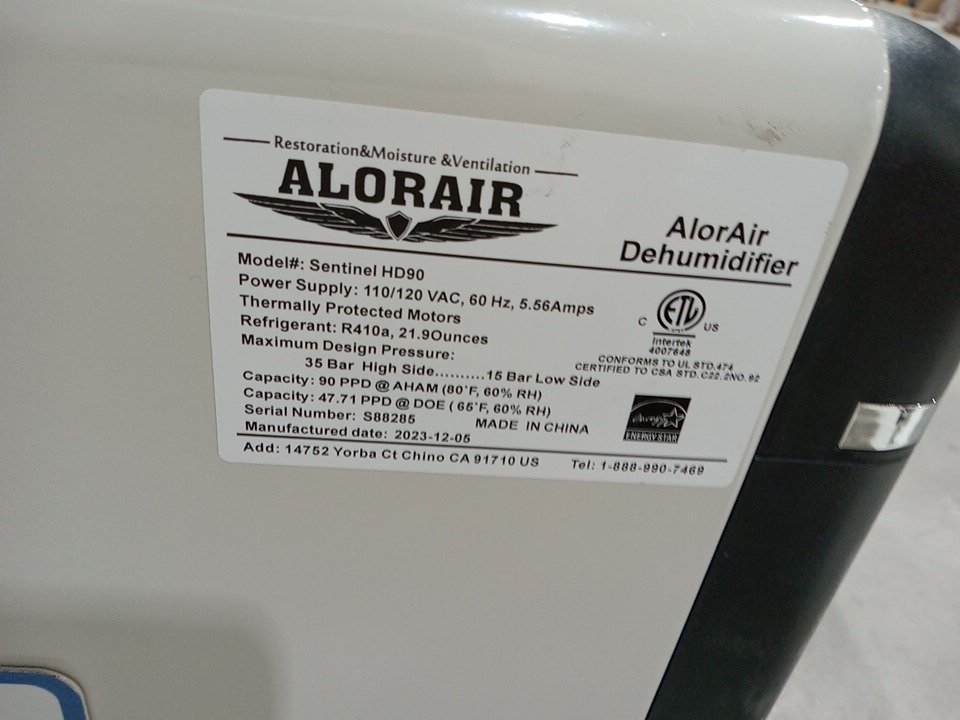 Restoration&Moisture &Ventilation
ALORAIR
AlorAir
Dehumidifier
Model#: Sentinel HD90
Power Supply: 110/120 VAC, 60 Hz, 5.56Amps
Thermally Protected Motors
Refrigerant: R410a, 21.9Ounces
Maximum Design Pressure:
35 Bar High Side..........15 Bar Low Side
Capacity: 90 PPD @ AHAM (80°F, 60% RH)
Capacity: 47.71 PPD @ DOE ( 65°F, 60% RH)
Serial Number: S88285
MADE IN CHINA
Manufactured date: 2023-12-05
Add: 14752 Yorba Ct Chino CA 91710 US
Tel: 1-888-990-7469
C ETL US
Intertek
4007648
CONFORMS TO UL STD.474
CERTIFIED TO CSA STD.C22.2NO.92
ENERGY STAR